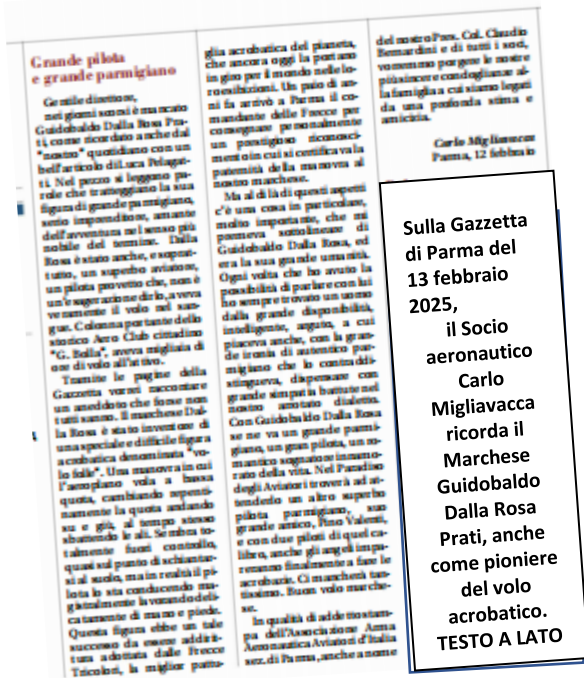 Grande pilota
e grande parmigiano
Gentile direttore,
nei giorni scorsi è mancato
Guidobaldo Dalla Rosa Pra-
ti, come ricordato anche dal
"nostro" quotidiano con un
bell'articolo di Luca Pelagat-
ti. Nel pezzo si leggono pa-
role che tratteggiano la sua
figura di grande parmigiano,
serio imprenditore, amante
dell'avventura nel senso più
nobile del termine. Dalla
Rosa è stato anche, e soprat-
tutto, un superbo aviatore,
un pilota provetto che, non è
un'esagerazione dirlo, aveva
veramente il volo nel san-
gue. Colonna portante dello
storico Aero Club cittadino
"G. Bolla", aveva migliaia di
ore di volo all'attivo.
Tramite le pagine della
Gazzetta vorrei raccontare
un aneddoto che forse non
tutti sanno. Il marchese Dal-
la Rosa è stato inventore di
una speciale e difficile figura
acrobatica denominata "vo-
lo folle". Una manovra in cui
l'aeroplano vola a bassa
quota, cambiando repenti-
namente la quota andando
su e giù, al tempo stesso
sbattendo le ali. Sembra to-
talmente fuori controllo,
quasi sul punto di schiantar-
si al suolo, ma in realtà il pi-
lota lo sta conducendo ma-
gistralmente lavorando deli-
catamente di mano e piede.
Questa figura ebbe un tale
successo da essere addirit-
tura adottata dalle Frecce
Tricolori, la miglior pattu-
glia acrobatica del pianeta,
che ancora oggi la portano
in giro per il mondo nelle lo-
ro esibizioni. Un paio di an-
ni fa arrivò a Parma il co-
mandante delle Frecce per
consegnare personalmente
un prestigioso riconosci-
mento in cui si certificava la
paternità della manovra al
nostro marchese.
Ma al di là di questi aspetti
c'è una cosa in particolare,
molto importante, che mi
premeva sottolineare di
Guidobaldo Dalla Rosa, ed
era la sua grande umanità.
Ogni volta che ho avuto la
possibilità di parlare con lui
ho sempre trovato un uomo
dalla grande disponibilità,
intelligente, arguto, a cui
piaceva anche, con la gran-
de ironia di autentico par-
migiano che lo contraddi-
stingueva, dispensare con
grande simpatia battute nel
nostro arrotato dialetto.
Con Guidobaldo Dalla Rosa
se ne va un grande parmi-
giano, un gran pilota, un ro-
mantico sognatore innamo-
rato della vita. Nel Paradiso
degli Aviatori troverà ad at-
tenderlo un altro superbo
pilota parmigiano, suo
grande amico, Pino Valenti,
e con due piloti di quel ca-
libro, anche gli angeli impa-
reranno finalmente a fare le
acrobazie. Ci mancherà tan-
tissimo. Buon volo marche-
se.
In qualità di addetto stam-
pa dell'Associazione Arma
Aeronautica Aviatori d'Italia
sez. di Parma, anche a nome
del nostro Pres. Col. Claudio
Bernardini e di tutti i soci,
vorremmo porgere le nostre
più sincere condoglianze al-
la famiglia a cui siamo legati
da una profonda stima e
amicizia.
Carlo Migliavacca
Parma, 12 febbraio
Sulla Gazzetta
di Parma del
13 febbraio
2025,
il Socio
aeronautico
Carlo
Migliavacca
ricorda il
Marchese
Guidobaldo
Dalla Rosa
Prati, anche
come pioniere
del volo
acrobatico.
TESTO A LATO